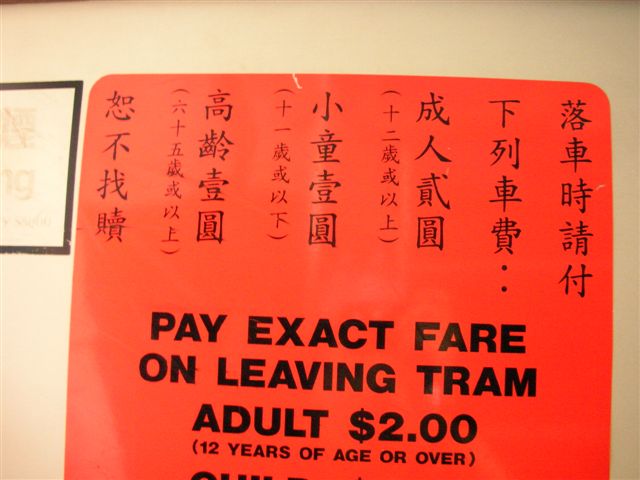 落車時請付
下列車費：
成人貳圓
（十二歲或以上）
小童壹圓
（十一歲或以下）
高齡壹圓
（六十五歲或以上）
恕不找贖
PAY EXACT FARE
ON LEAVING TRAM
ADULT $2.00
(12 YEARS OF AGE OR OVER)